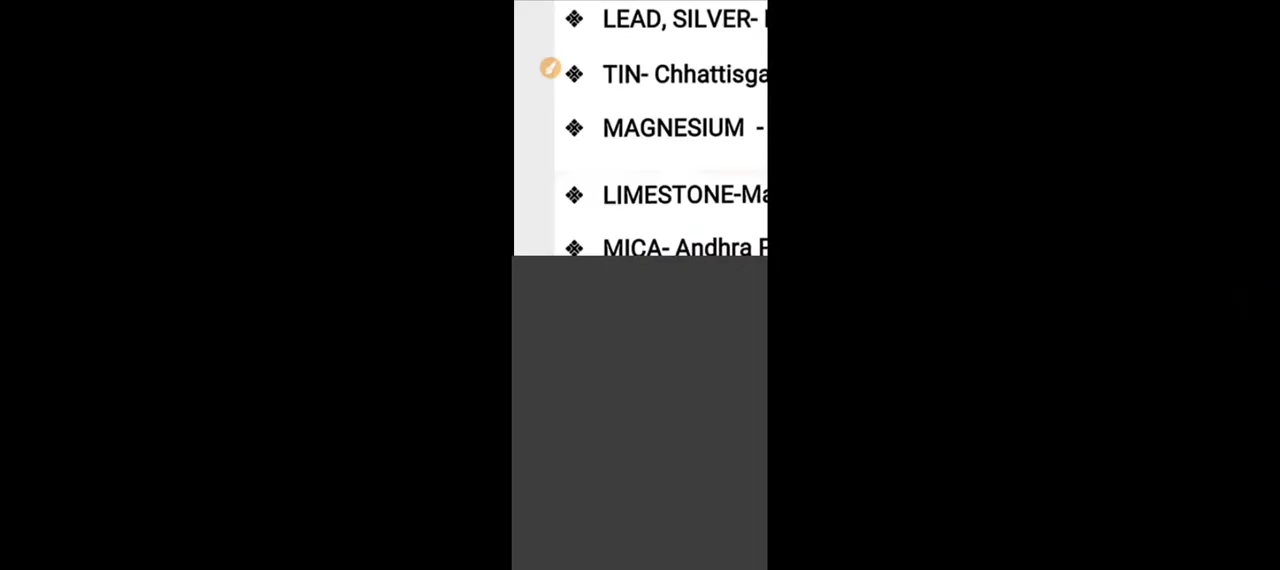 ❖ LEAD, SILVER-
❖ TIN- Chhattisga
❖ MAGNESIUM -
❖ LIMESTONE-Ma
❖ MICA- Andhra